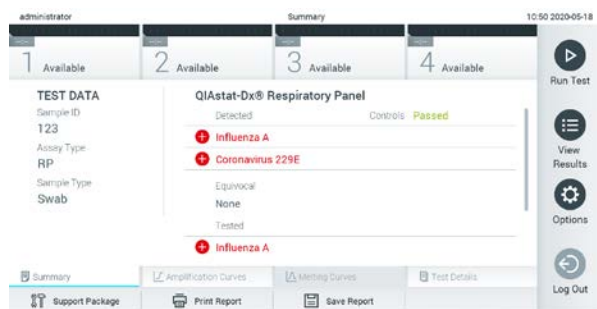 administrator Summary 10:50 2020-05-18
1 Available 2 Available 3 Available 4 Available
Run Test
View
Results
Options
Log Out
TEST DATA
Sample ID
123
Assay Type
RP
Sample Type
Swab
QIAstat-Dx® Respiratory Panel
Detected Controls Passed
Influenza A
Coronavirus 229E
Equivocal
None
Tested
Influenza A
Summary Amplification Curves Melting Curves Test Details
Support Package Print Report Save Report